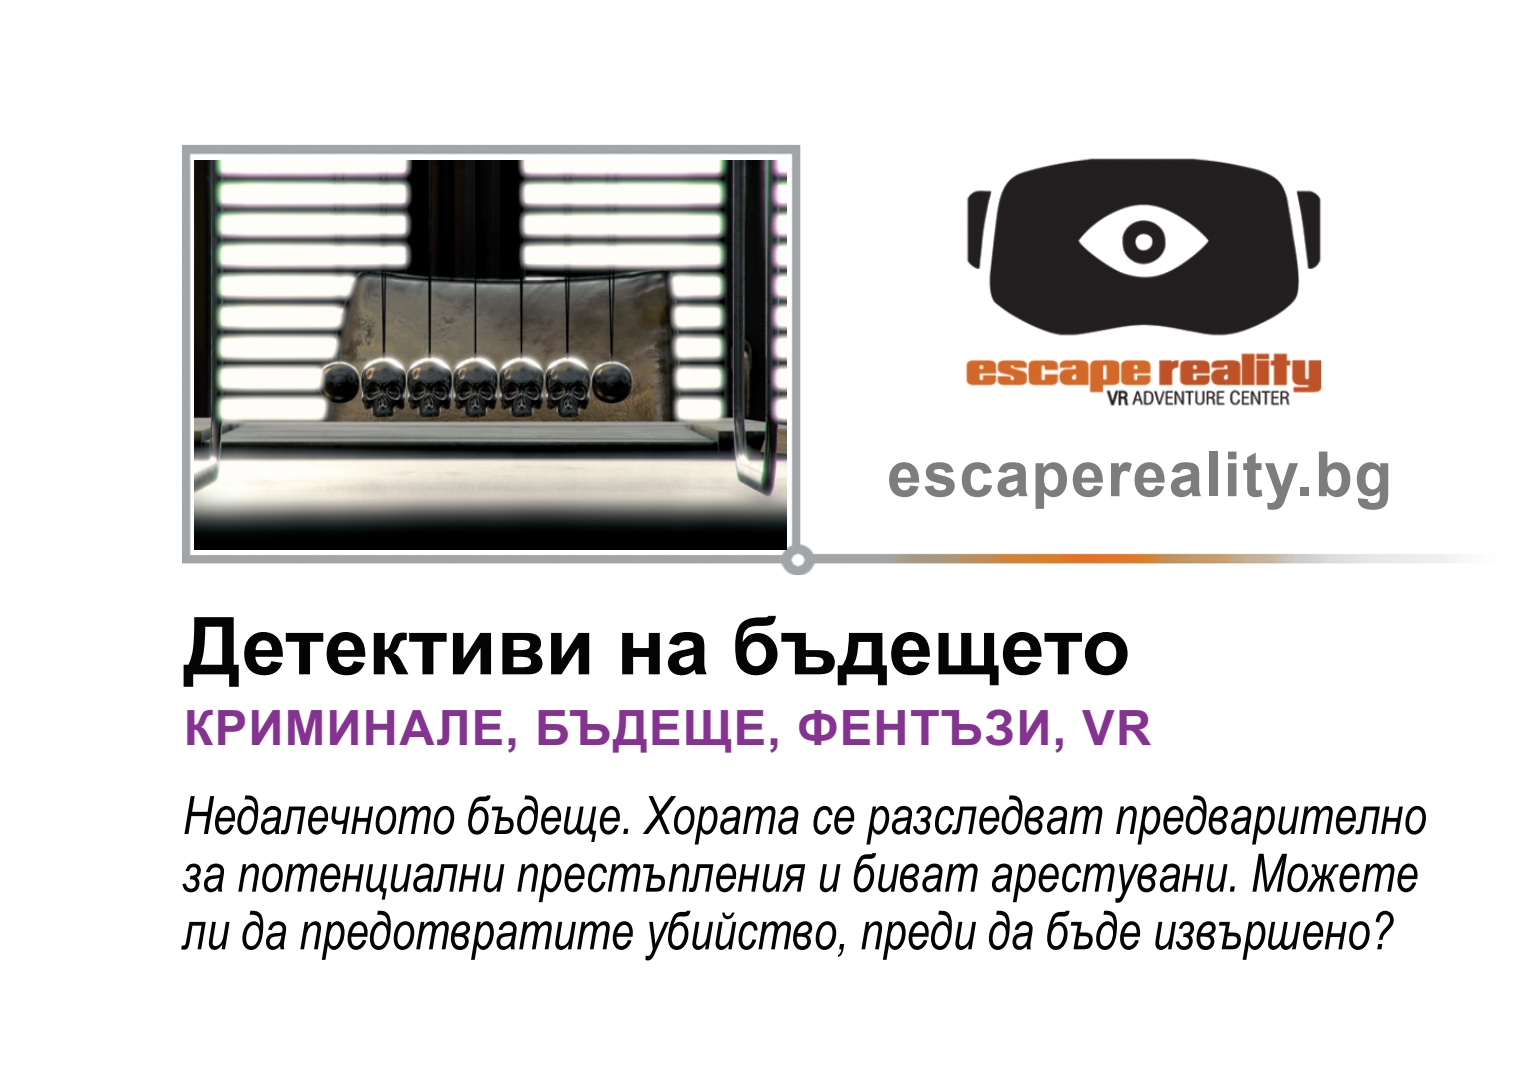 escape reality
VR ADVENTURE CENTER
escapereality.bg
Детективи на бъдещето
КРИМИНАЛЕ, БЪДЕЩЕ, ФЕНТЪЗИ, VR
Недалечното бъдеще. Хората се разследват предварително
за потенциални престъпления и биват арестувани. Можете
ли да предотвратите убийство, преди да бъде извършено?